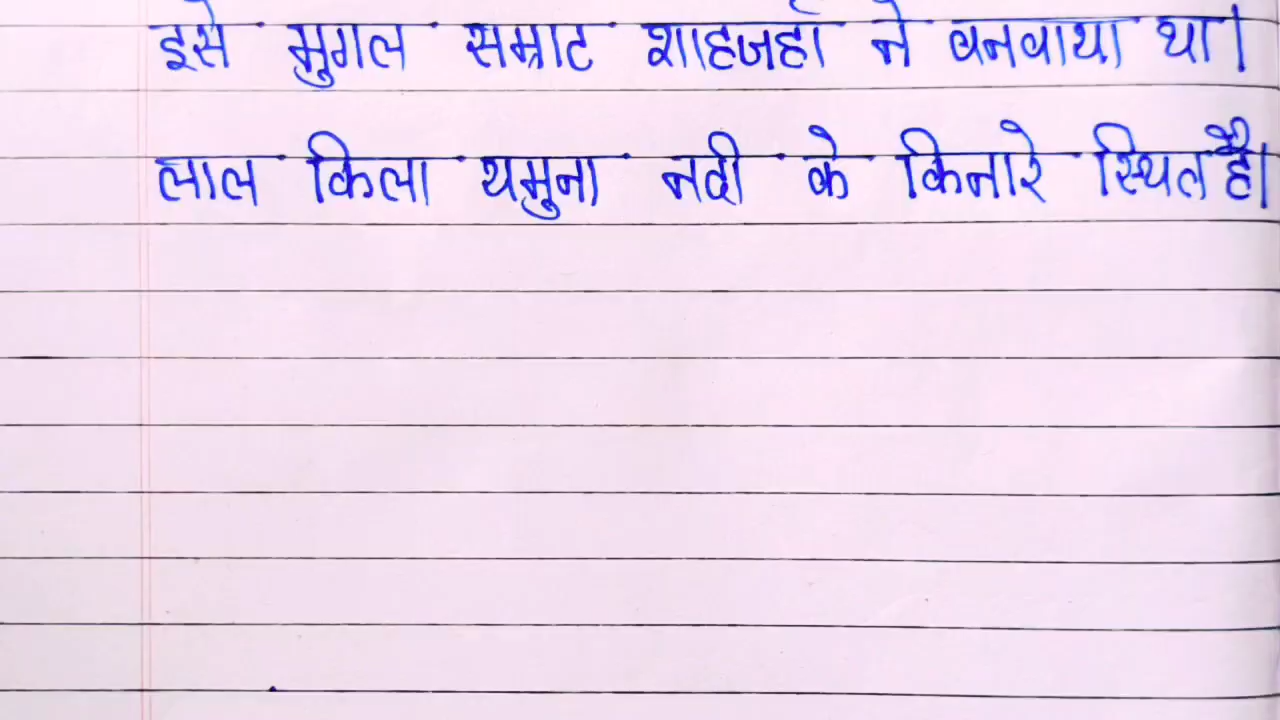 इसे मुगल सम्राट शाहजहाँ ने बनवाया था।
लाल किला यमुना नदी के किनारे स्थित है।